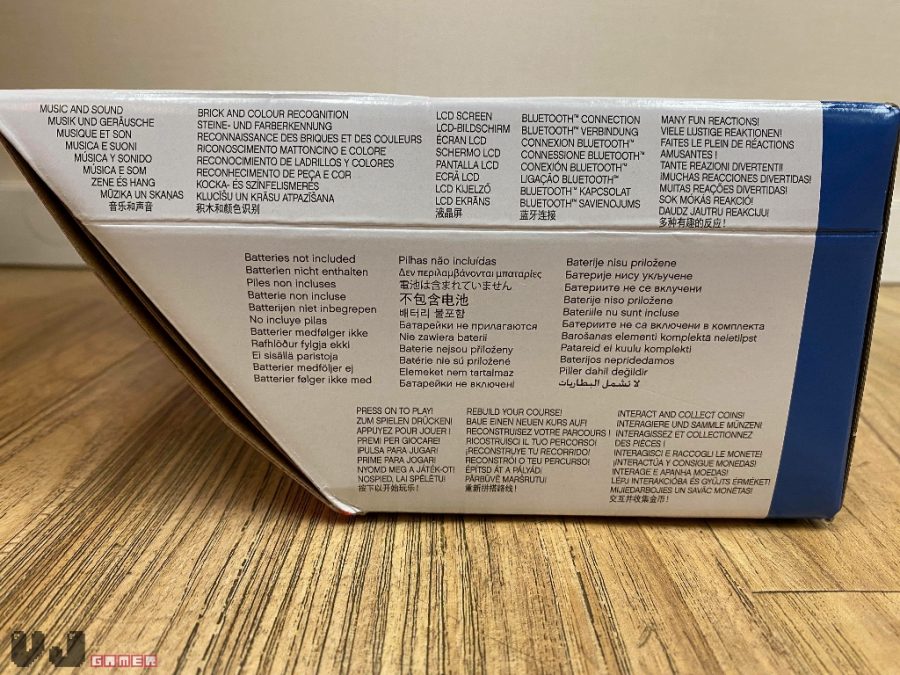 MUSIC AND SOUND
MUSIK UND GERÄUSCHE
MUSIQUE ET SON
MUSICA E SUONI
MÚSICA Y SONIDO
MÚSICA E SOM
ZENE ÉS HANG
MŪZIKA UN SKAŅAS
音乐和声音
BRICK AND COLOUR RECOGNITION
STEINE- UND FARBERKENNUNG
RECONNAISSANCE DES BRIQUES ET DES COULEURS
RICONOSCIMENTO MATTONCINO E COLORE
RECONOCIMIENTO DE LADRILLOS Y COLORES
RECONHECIMENTO DE PEÇA E COR
KOCKA- ÉS SZÍNFELISMERÉS
KLUCĪŠU UN KRĀSU ATPAZĪŠANA
积木和颜色识别
LCD SCREEN
LCD-BILDSCHIRM
ÉCRAN LCD
SCHERMO LCD
PANTALLA LCD
ECRÃ LCD
LCD KIJELZŐ
LCD EKRĀNS
液晶屏
BLUETOOTH™ CONNECTION
BLUETOOTH™ VERBINDUNG
CONNEXION BLUETOOTH™
CONNESSIONE BLUETOOTH™
CONEXIÓN BLUETOOTH™
LIGAÇÃO BLUETOOTH™
BLUETOOTH™ KAPCSOLAT
BLUETOOTH™ SAVIENOJUMS
蓝牙连接
MANY FUN REACTIONS!
VIELE LUSTIGE REAKTIONEN!
FAITES LE PLEIN DE RÉACTIONS
AMUSANTES !
TANTE REAZIONI DIVERTENTI!
¡MUCHAS REACCIONES DIVERTIDAS!
MUITAS REAÇÕES DIVERTIDAS!
SOK MÓKÁS REAKCIÓ!
DAUDZ JAUTRU REAKCIJU!
多种有趣的反应！
Batteries not included
Batterien nicht enthalten
Piles non incluses
Batterie non incluse
Batterijen niet inbegrepen
No incluye pilas
Batterier medfølger ikke
Rafhlöður fylgja ekki
Ei sisällä paristoja
Batterier medföljer ej
Batterier følger ikke med
Pilhas não incluídas
Δεν περιλαμβάνονται μπαταρίες
電池は含まれていません
不包含电池
배터리 불포함
Батарейки не прилагаются
Nie zawiera baterii
Baterie nejsou přiloženy
Batérie nie sú priložené
Elemeket nem tartalmaz
Батарейки не включені
Baterije nisu priložene
Батерије нису укључене
Батериите не са включени
Baterije niso priložene
Bateriile nu sunt incluse
Батериите не са включени в комплекта
Barošanas elementi komplektā neietilpst
Patareid ei kuulu komplekti
Baterijos nepridedamos
Piller dahil değildir
لا تشمل البطاريات
PRESS ON TO PLAY!
ZUM SPIELEN DRÜCKEN!
APPUYEZ POUR JOUER !
PREMI PER GIOCARE!
¡PULSA PARA JUGAR!
PRIME PARA JOGAR!
NYOMD MEG A JÁTÉK-OT!
NOSPIED, LAI SPĒLĒTU!
按下以开始玩乐！
REBUILD YOUR COURSE!
BAUE EINEN NEUEN KURS AUF!
RECONSTRUISEZ VOTRE PARCOURS !
RICOSTRUISCI IL TUO PERCORSO!
¡RECONSTRUYE TU RECORRIDO!
RECONSTRÓI O TEU PERCURSO!
ÉPÍTSD ÁT A PÁLYÁD!
PĀRBŪVĒ MARŠRUTU!
重新拼搭路线！
INTERACT AND COLLECT COINS!
INTERAGIERE UND SAMMLE MÜNZEN!
INTERAGISSEZ ET COLLECTIONNEZ
DES PIÈCES !
INTERAGISCI E RACCOGLI LE MONETE!
¡INTERACTÚA Y CONSIGUE MONEDAS!
INTERAGE E APANHA MOEDAS!
LÉPJ INTERAKCIÓBA ÉS GYŰJTS ÉRMÉKET!
MIJIEDARBOJIES UN SAVĀC MONĒTAS!
交互并收集金币！
UJ GAMER